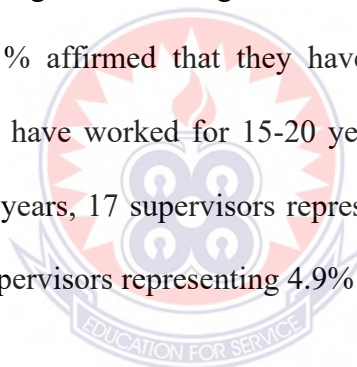 % affirmed that they have
have worked for 15-20 ye
years, 17 supervisors repres
pervisors representing 4.9%
EDUCATION FOR SERVICE